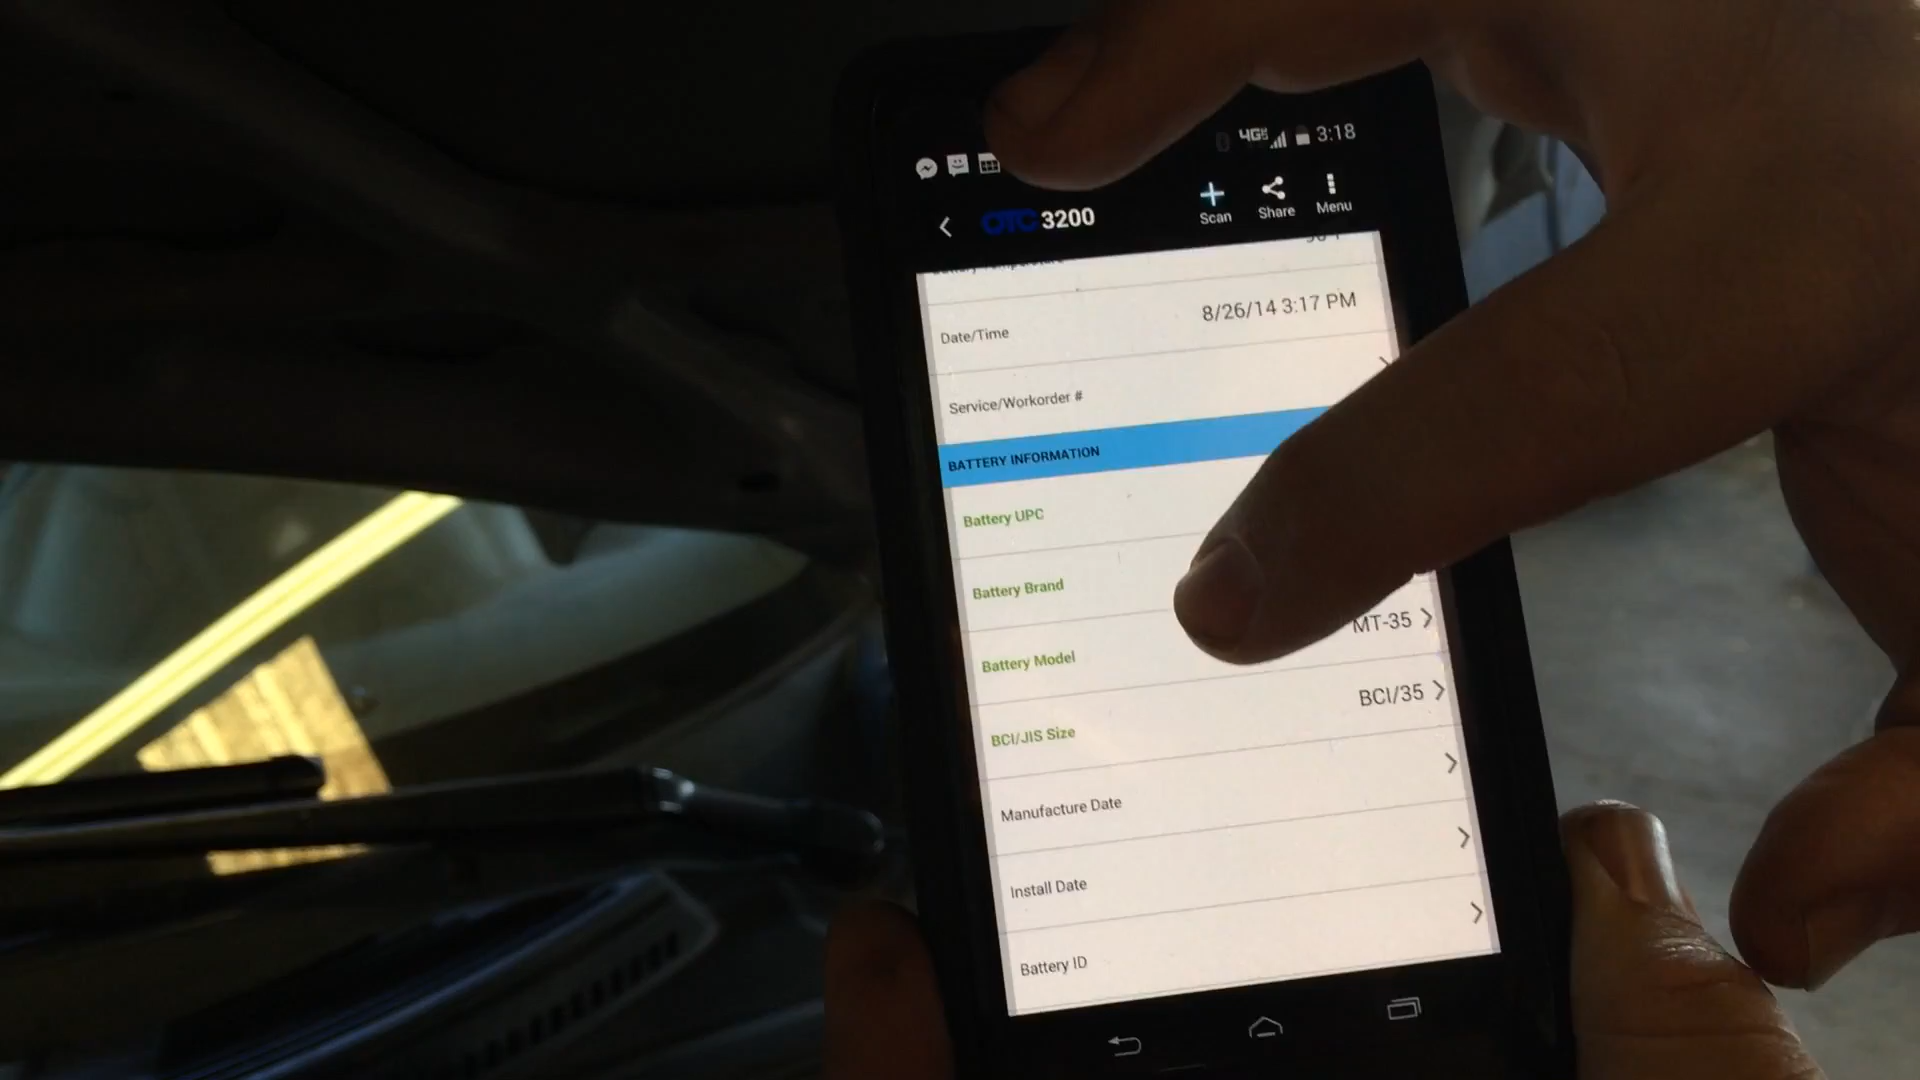 4G 3:18
OTC 3200
Scan Share Menu
Date/Time 8/26/14 3:17 PM
Service/Workorder #
BATTERY INFORMATION
Battery UPC
Battery Brand
Battery Model MT-35
BCI/JIS Size BCI/35
Manufacture Date
Install Date
Battery ID